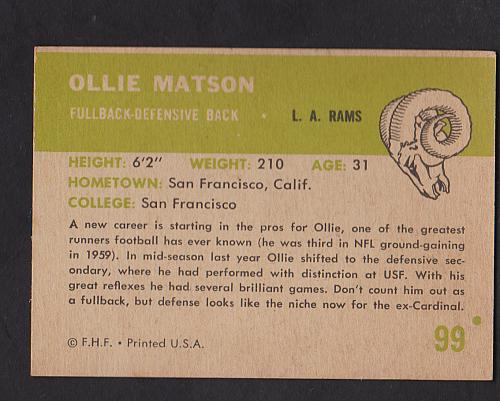 OLLIE MATSON
FULLBACK-DEFENSIVE BACK • L. A. RAMS
HEIGHT: 6'2" WEIGHT: 210 AGE: 31
HOMETOWN: San Francisco, Calif.
COLLEGE: San Francisco
A new career is starting in the pros for Ollie, one of the greatest
runners football has ever known (he was third in NFL ground-gaining
in 1959). In mid-season last year Ollie shifted to the defensive sec-
ondary, where he had performed with distinction at USF. With his
great reflexes he had several brilliant games. Don't count him out as
a fullback, but defense looks like the niche now for the ex-Cardinal.
© F.H.F. • Printed U.S.A.
99